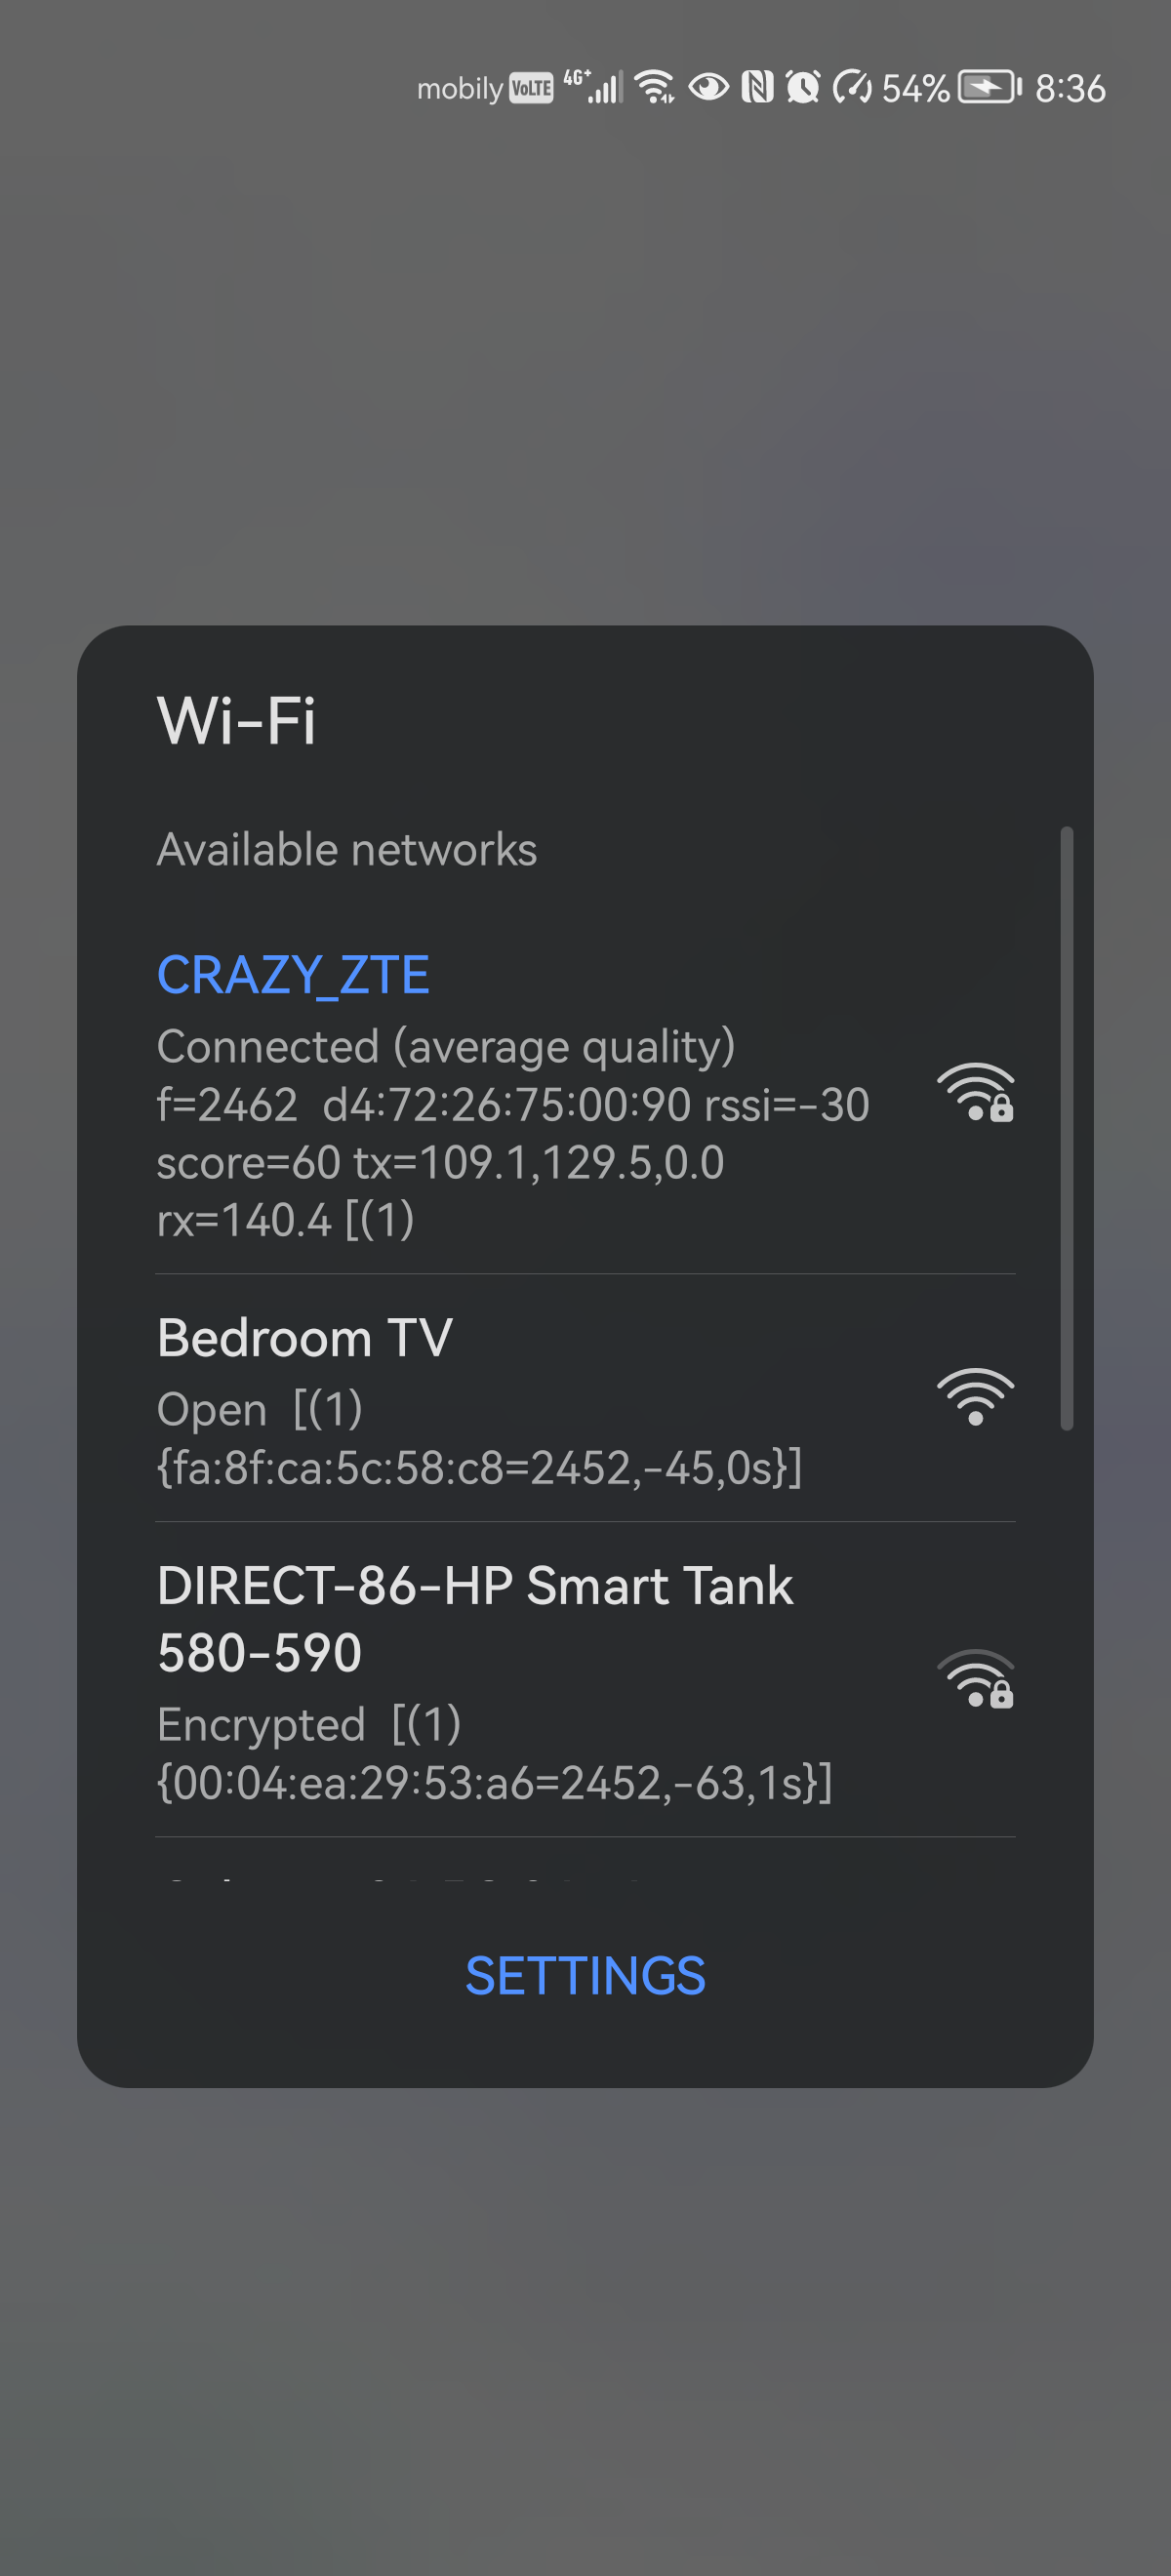 mobily VoLTE 4G+ 54% 8:36
Wi-Fi
Available networks
CRAZY_ZTE
Connected (average quality)
f=2462 d4:72:26:75:00:90 rssi=-30
score=60 tx=109.1,129.5,0.0
rx=140.4 [(1)
Bedroom TV
Open [(1)
{fa:8f:ca:5c:58:c8=2452,-45,0s}]
DIRECT-86-HP Smart Tank
580-590
Encrypted [(1)
{00:04:ea:29:53:a6=2452,-63,1s}]
SETTINGS